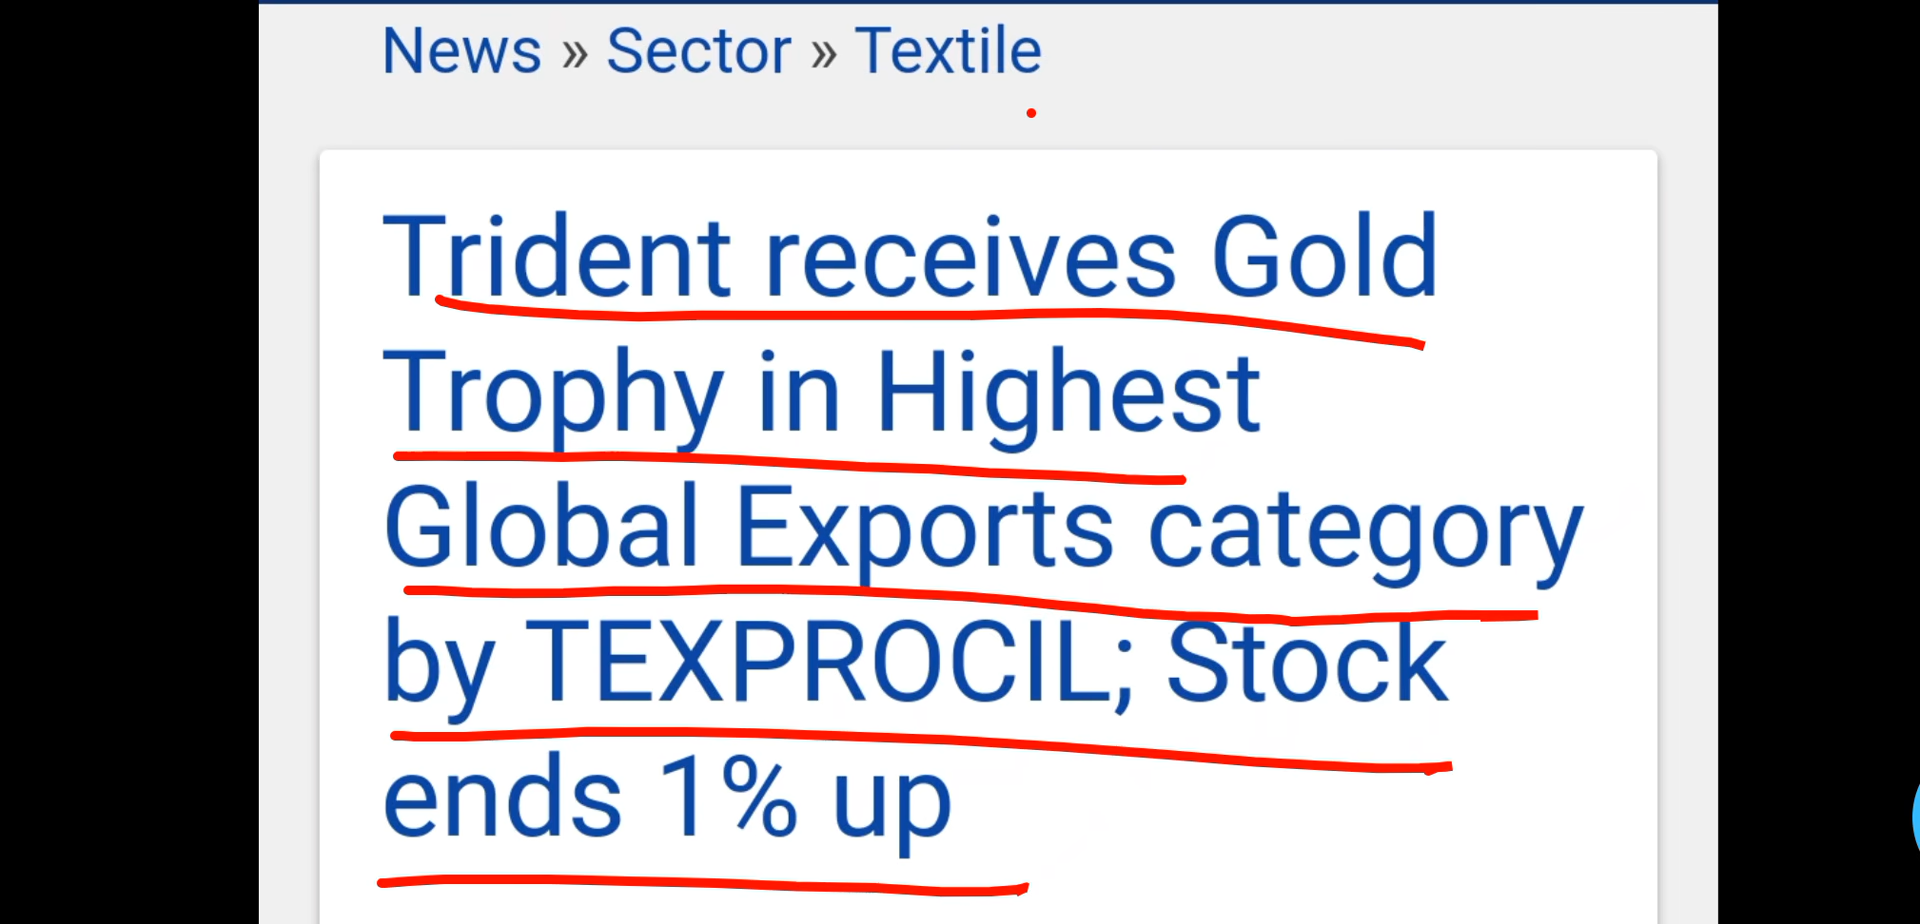 News » Sector » Textile
Trident receives Gold
Trophy in Highest
Global Exports category
by TEXPROCIL; Stock
ends 1% up